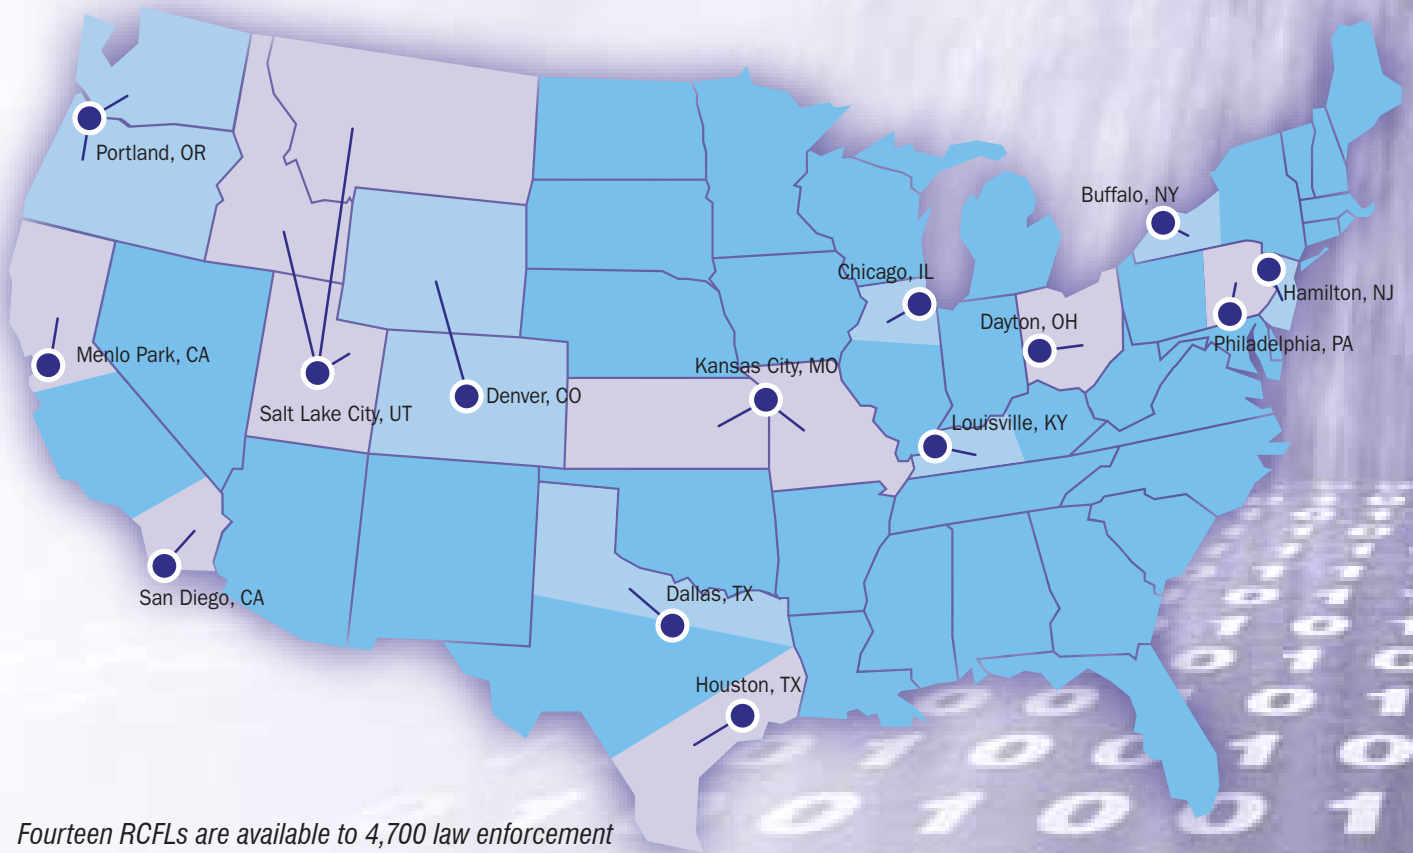 Portland, OR
Buffalo, NY
Chicago, IL
Hamilton, NJ
Dayton, OH
Philadelphia, PA
Menlo Park, CA
Kansas City, MO
Denver, CO
Salt Lake City, UT
Louisville, KY
San Diego, CA
Dallas, TX
Houston, TX
Fourteen RCFLs are available to 4,700 law enforcement